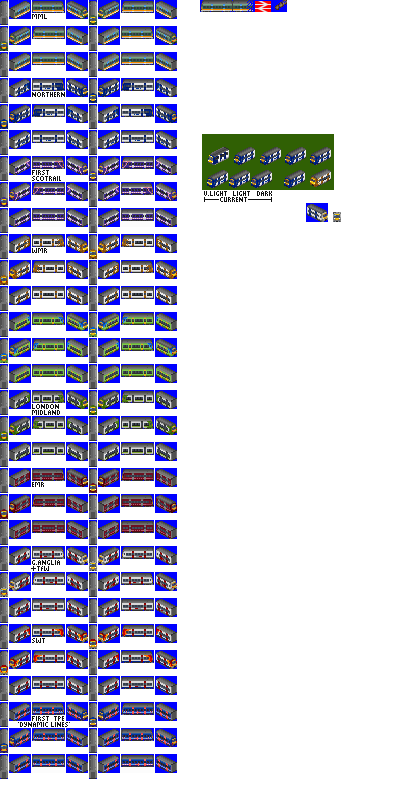 MML
NORTHERN
FIRST
SCOTRAIL
V.LIGHT LIGHT DARK
CURRENT
WMR
LONDON
MIDLAND
EMR
G.ANGLIA
+TFW
SWT
FIRST TPE
'DYNAMIC LINES'